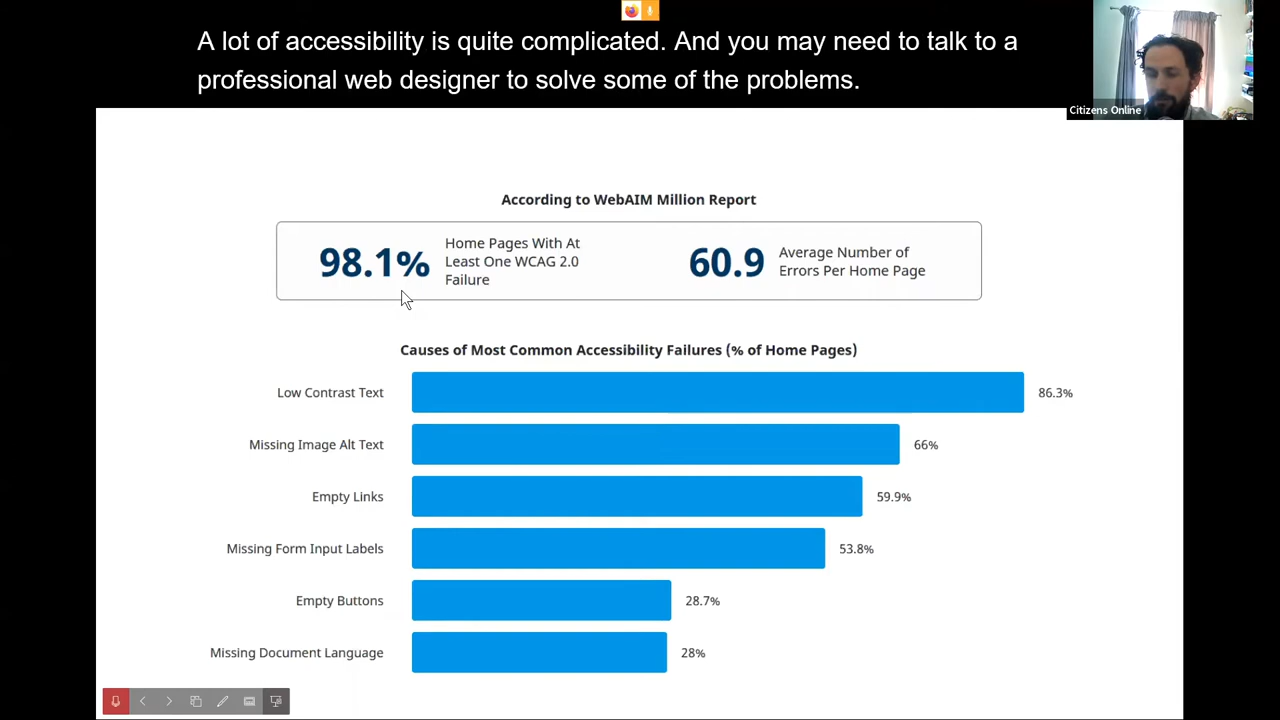 A lot of accessibility is quite complicated. And you may need to talk to a
professional web designer to solve some of the problems.
Citizens Online
According to WebAIM Million Report
98.1%
Home Pages With At
Least One WCAG 2.0
Failure
60.9
Average Number of
Errors Per Home Page
Causes of Most Common Accessibility Failures (% of Home Pages)
Low Contrast Text
86.3%
Missing Image Alt Text
66%
Empty Links
59.9%
Missing Form Input Labels
53.8%
Empty Buttons
28.7%
Missing Document Language
28%